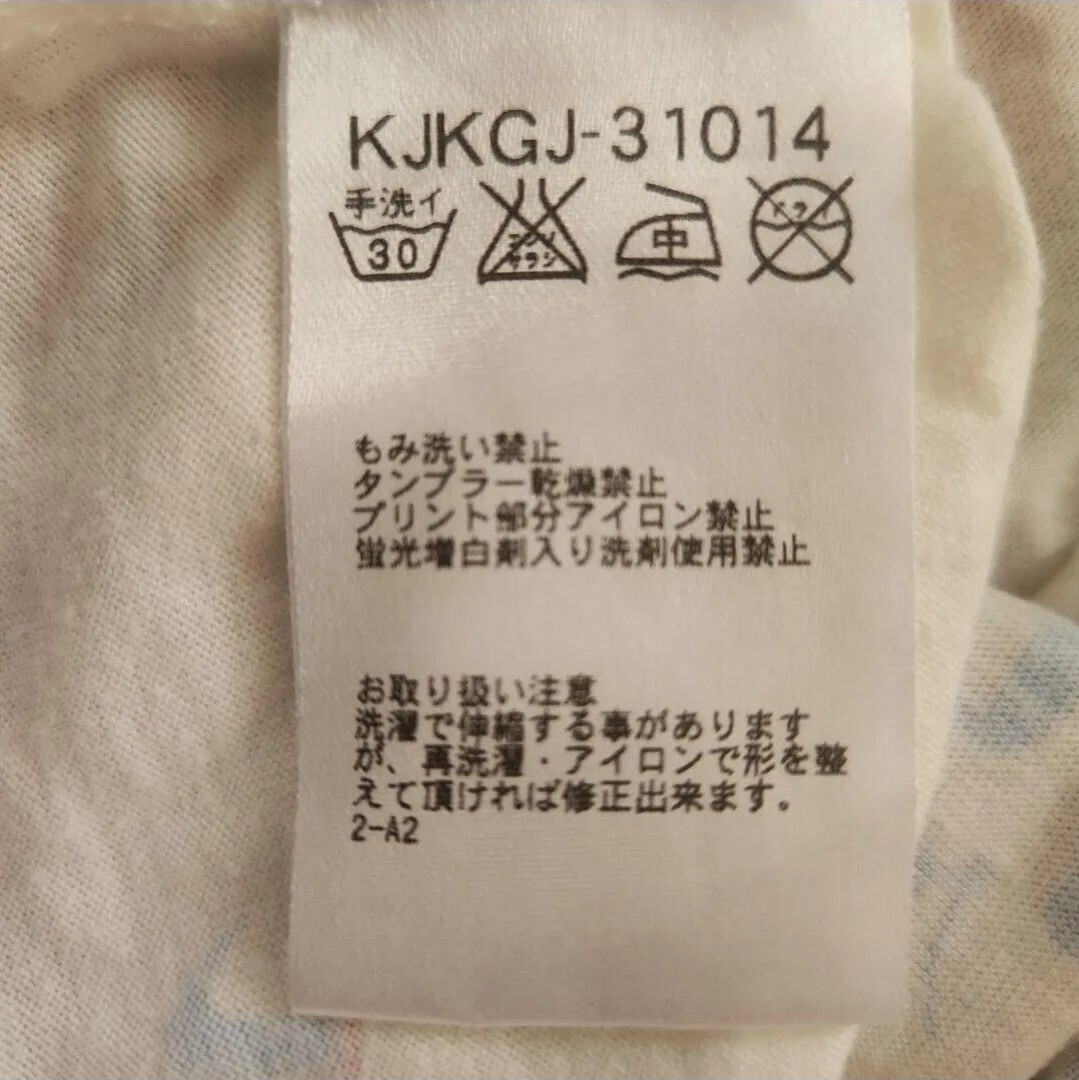 KJKGJ-31014
手洗イ
30
エンソ
サラシ
中
ドライ
もみ洗い禁止
タンブラー乾燥禁止
プリント部分アイロン禁止
蛍光増白剤入り洗剤使用禁止
お取り扱い注意
洗濯で伸縮する事があります
が、再洗濯・アイロンで形を整
えて頂ければ修正出来ます。
2-A2